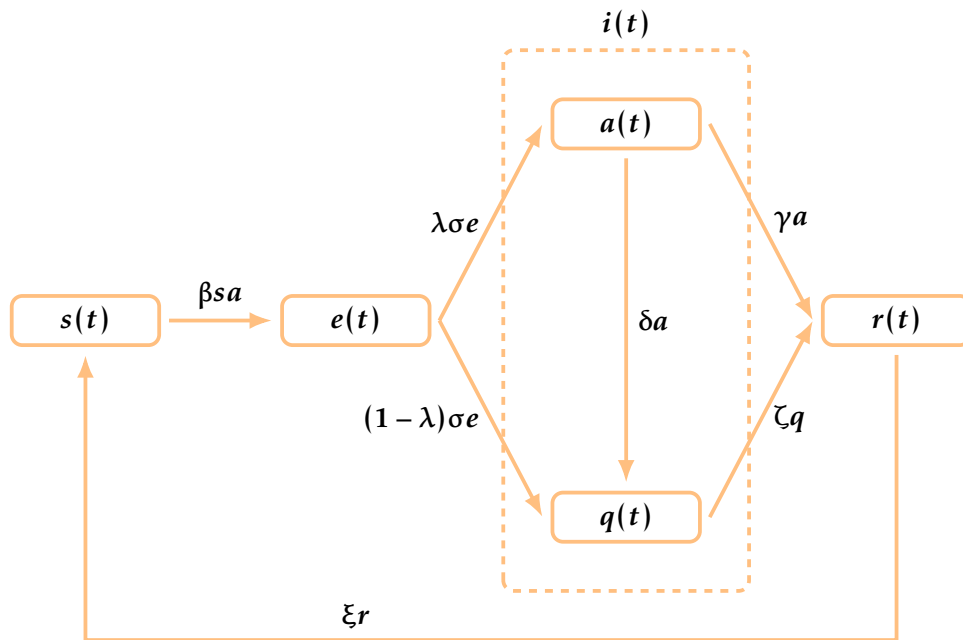 i(t)
a(t)
λσe
γa
βsa
s(t)
e(t)
δa
r(t)
(1 – λ)σe
ζq
q(t)
ξr